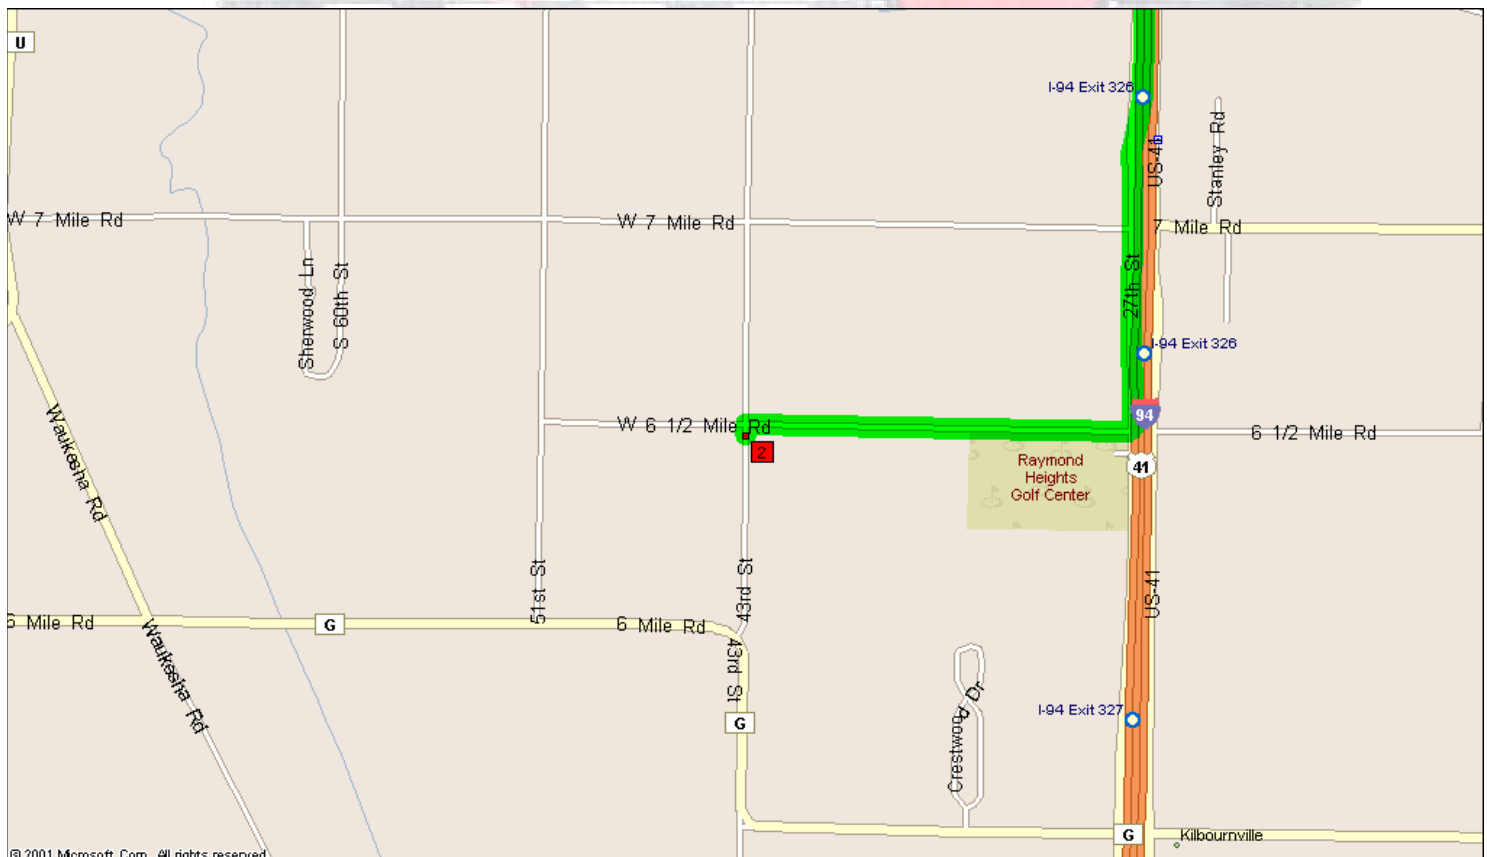 U
I-94 Exit 326
US-41
Stanley Rd
W 7 Mile Rd
W 7 Mile Rd
7 Mile Rd
Sherwood Ln
S 60th St
27th St
I-94 Exit 326
Waukesha Rd
W 6 1/2 Mile Rd
94
6 1/2 Mile Rd
2
41
Raymond
Heights
Golf Center
51st St
43rd St
US-41
6 Mile Rd
G
6 Mile Rd
Waukesha Rd
43rd St
Crestwood Dr
I-94 Exit 327
G
G
Kilbournville
© 2001 Microsoft Corp. All rights reserved